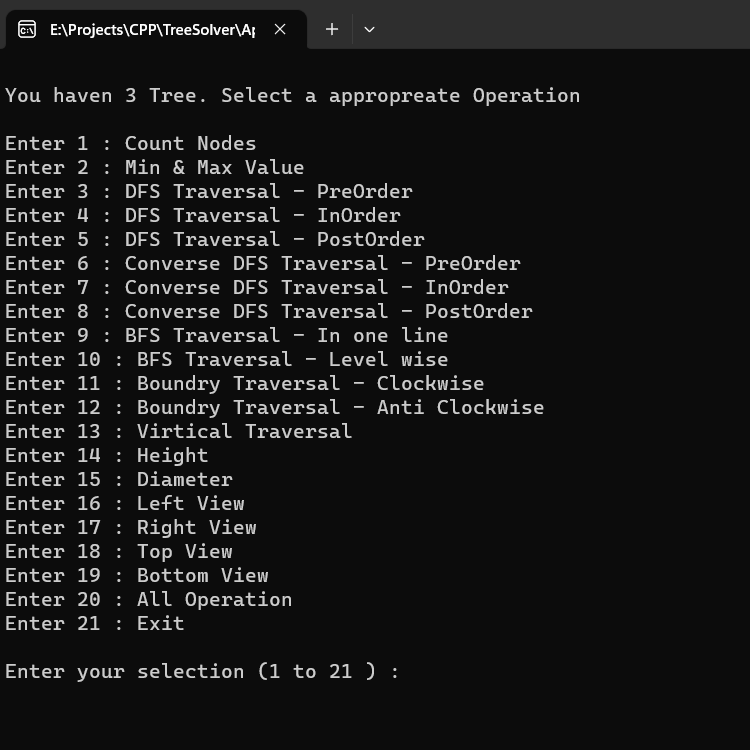 E:\Projects\CPP\TreeSolver\Ap
You haven 3 Tree. Select a appropreate Operation
Enter 1 : Count Nodes
Enter 2 : Min & Max Value
Enter 3 : DFS Traversal - PreOrder
Enter 4 : DFS Traversal - InOrder
Enter 5 : DFS Traversal - PostOrder
Enter 6 : Converse DFS Traversal - PreOrder
Enter 7 : Converse DFS Traversal - InOrder
Enter 8 : Converse DFS Traversal - PostOrder
Enter 9 : BFS Traversal - In one line
Enter 10 : BFS Traversal - Level wise
Enter 11 : Boundry Traversal - Clockwise
Enter 12 : Boundry Traversal - Anti Clockwise
Enter 13 : Virtical Traversal
Enter 14 : Height
Enter 15 : Diameter
Enter 16 : Left View
Enter 17 : Right View
Enter 18 : Top View
Enter 19 : Bottom View
Enter 20 : All Operation
Enter 21 : Exit
Enter your selection (1 to 21 ) :